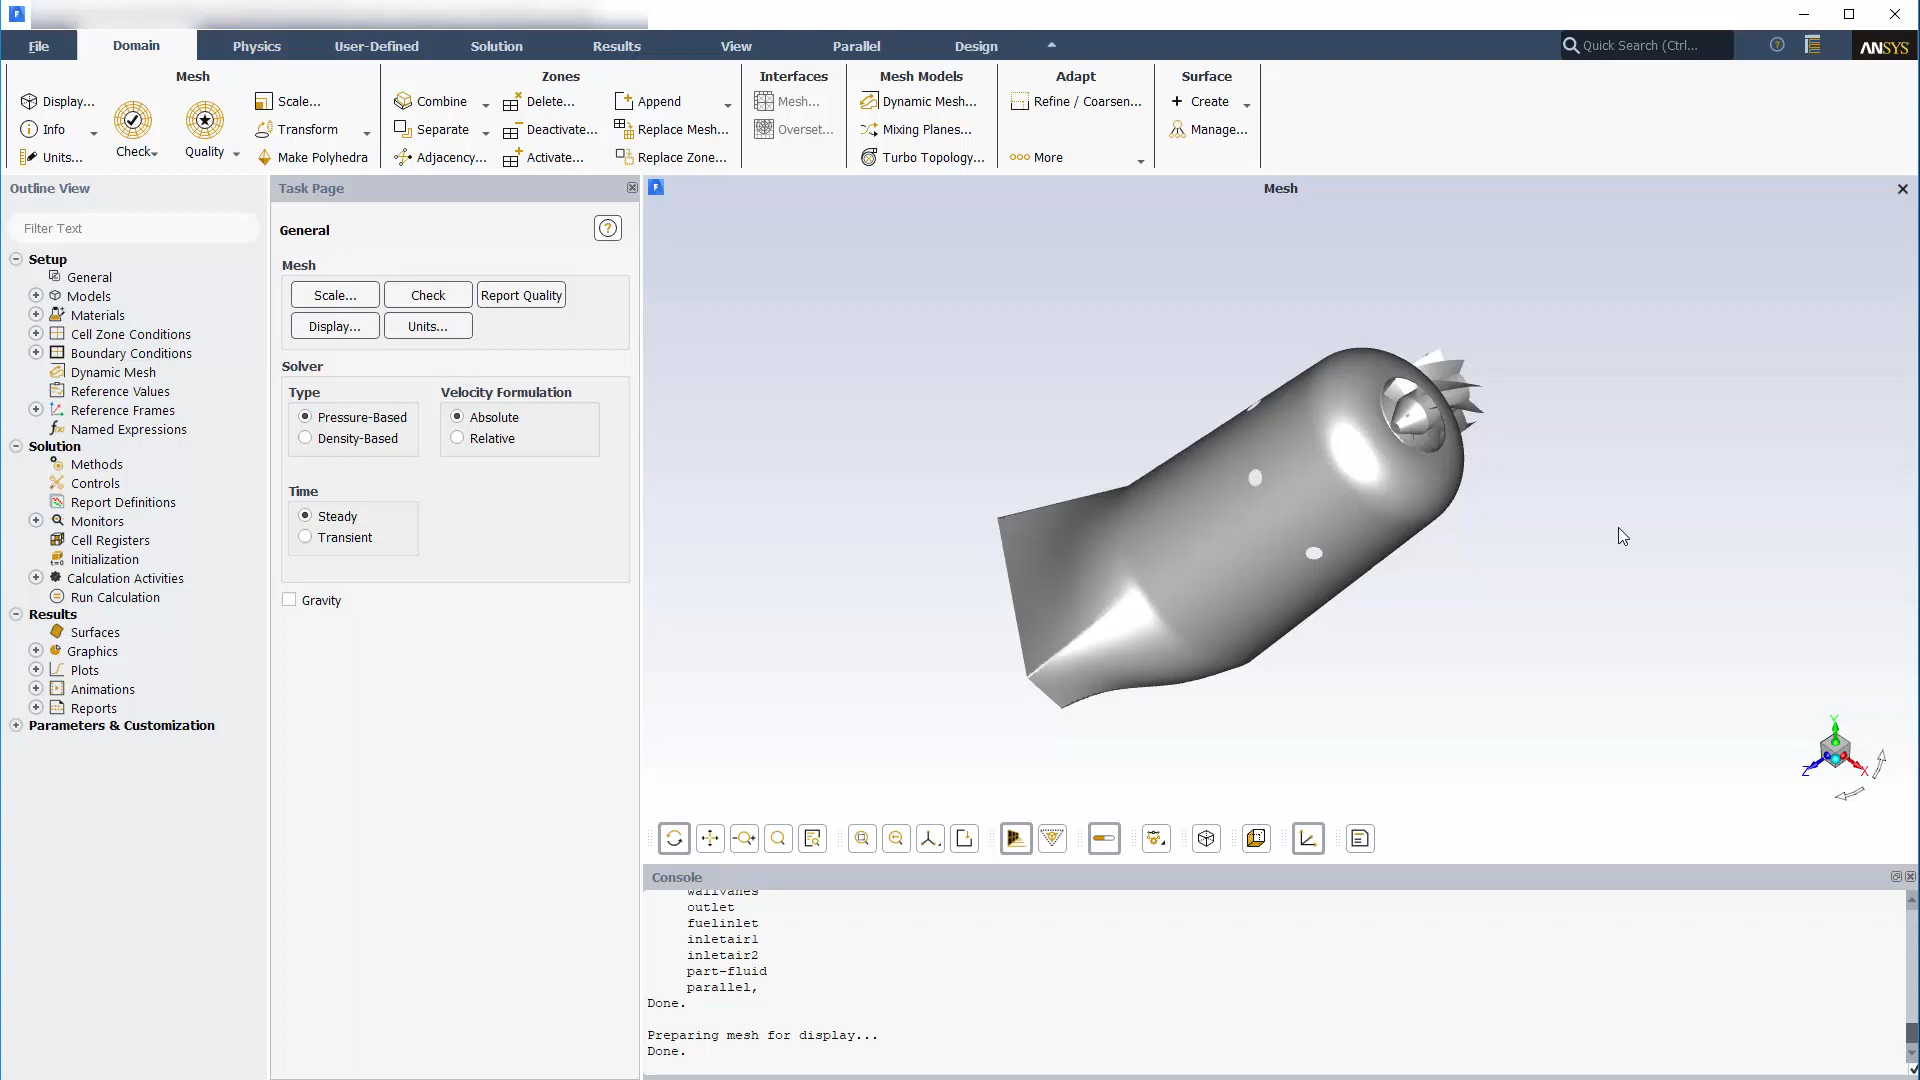 File
Domain
Physics
User-Defined
Solution
Results
View
Parallel
Design
Quick Search (Ctrl...
ANSYS
Mesh
Display...
Info
Units...
Check
Quality
Scale...
Transform
Make Polyhedra
Zones
Combine
Separate
Adjacency...
Delete...
Deactivate...
Activate...
Append
Replace Mesh...
Replace Zone...
Interfaces
Mesh...
Overset...
Mesh Models
Dynamic Mesh...
Mixing Planes...
Turbo Topology...
Adapt
Refine / Coarsen...
More
Surface
Create
Manage...
Outline View
Filter Text
Setup
General
Models
Materials
Cell Zone Conditions
Boundary Conditions
Dynamic Mesh
Reference Values
Reference Frames
Named Expressions
Solution
Methods
Controls
Report Definitions
Monitors
Cell Registers
Initialization
Calculation Activities
Run Calculation
Results
Surfaces
Graphics
Plots
Animations
Reports
Parameters & Customization
Task Page
General
Mesh
Scale...
Check
Report Quality
Display...
Units...
Solver
Type
Pressure-Based
Density-Based
Velocity Formulation
Absolute
Relative
Time
Steady
Transient
Gravity
Mesh
Y
Z
X
Console
wallvanes
outlet
fuelinlet
inletair1
inletair2
part-fluid
parallel,
Done.
Preparing mesh for display...
Done.